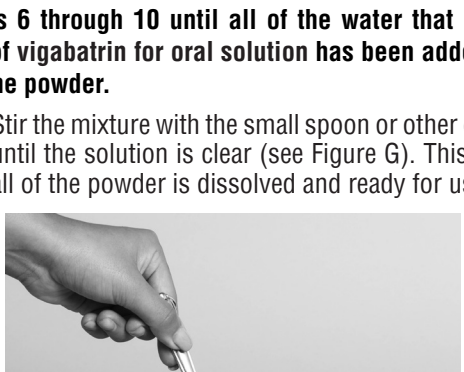 s 6 through 10 until all of the water that
of vigabatrin for oral solution has been adde
he powder.
Stir the mixture with the small spoon or other
until the solution is clear (see Figure G). This
all of the powder is dissolved and ready for us